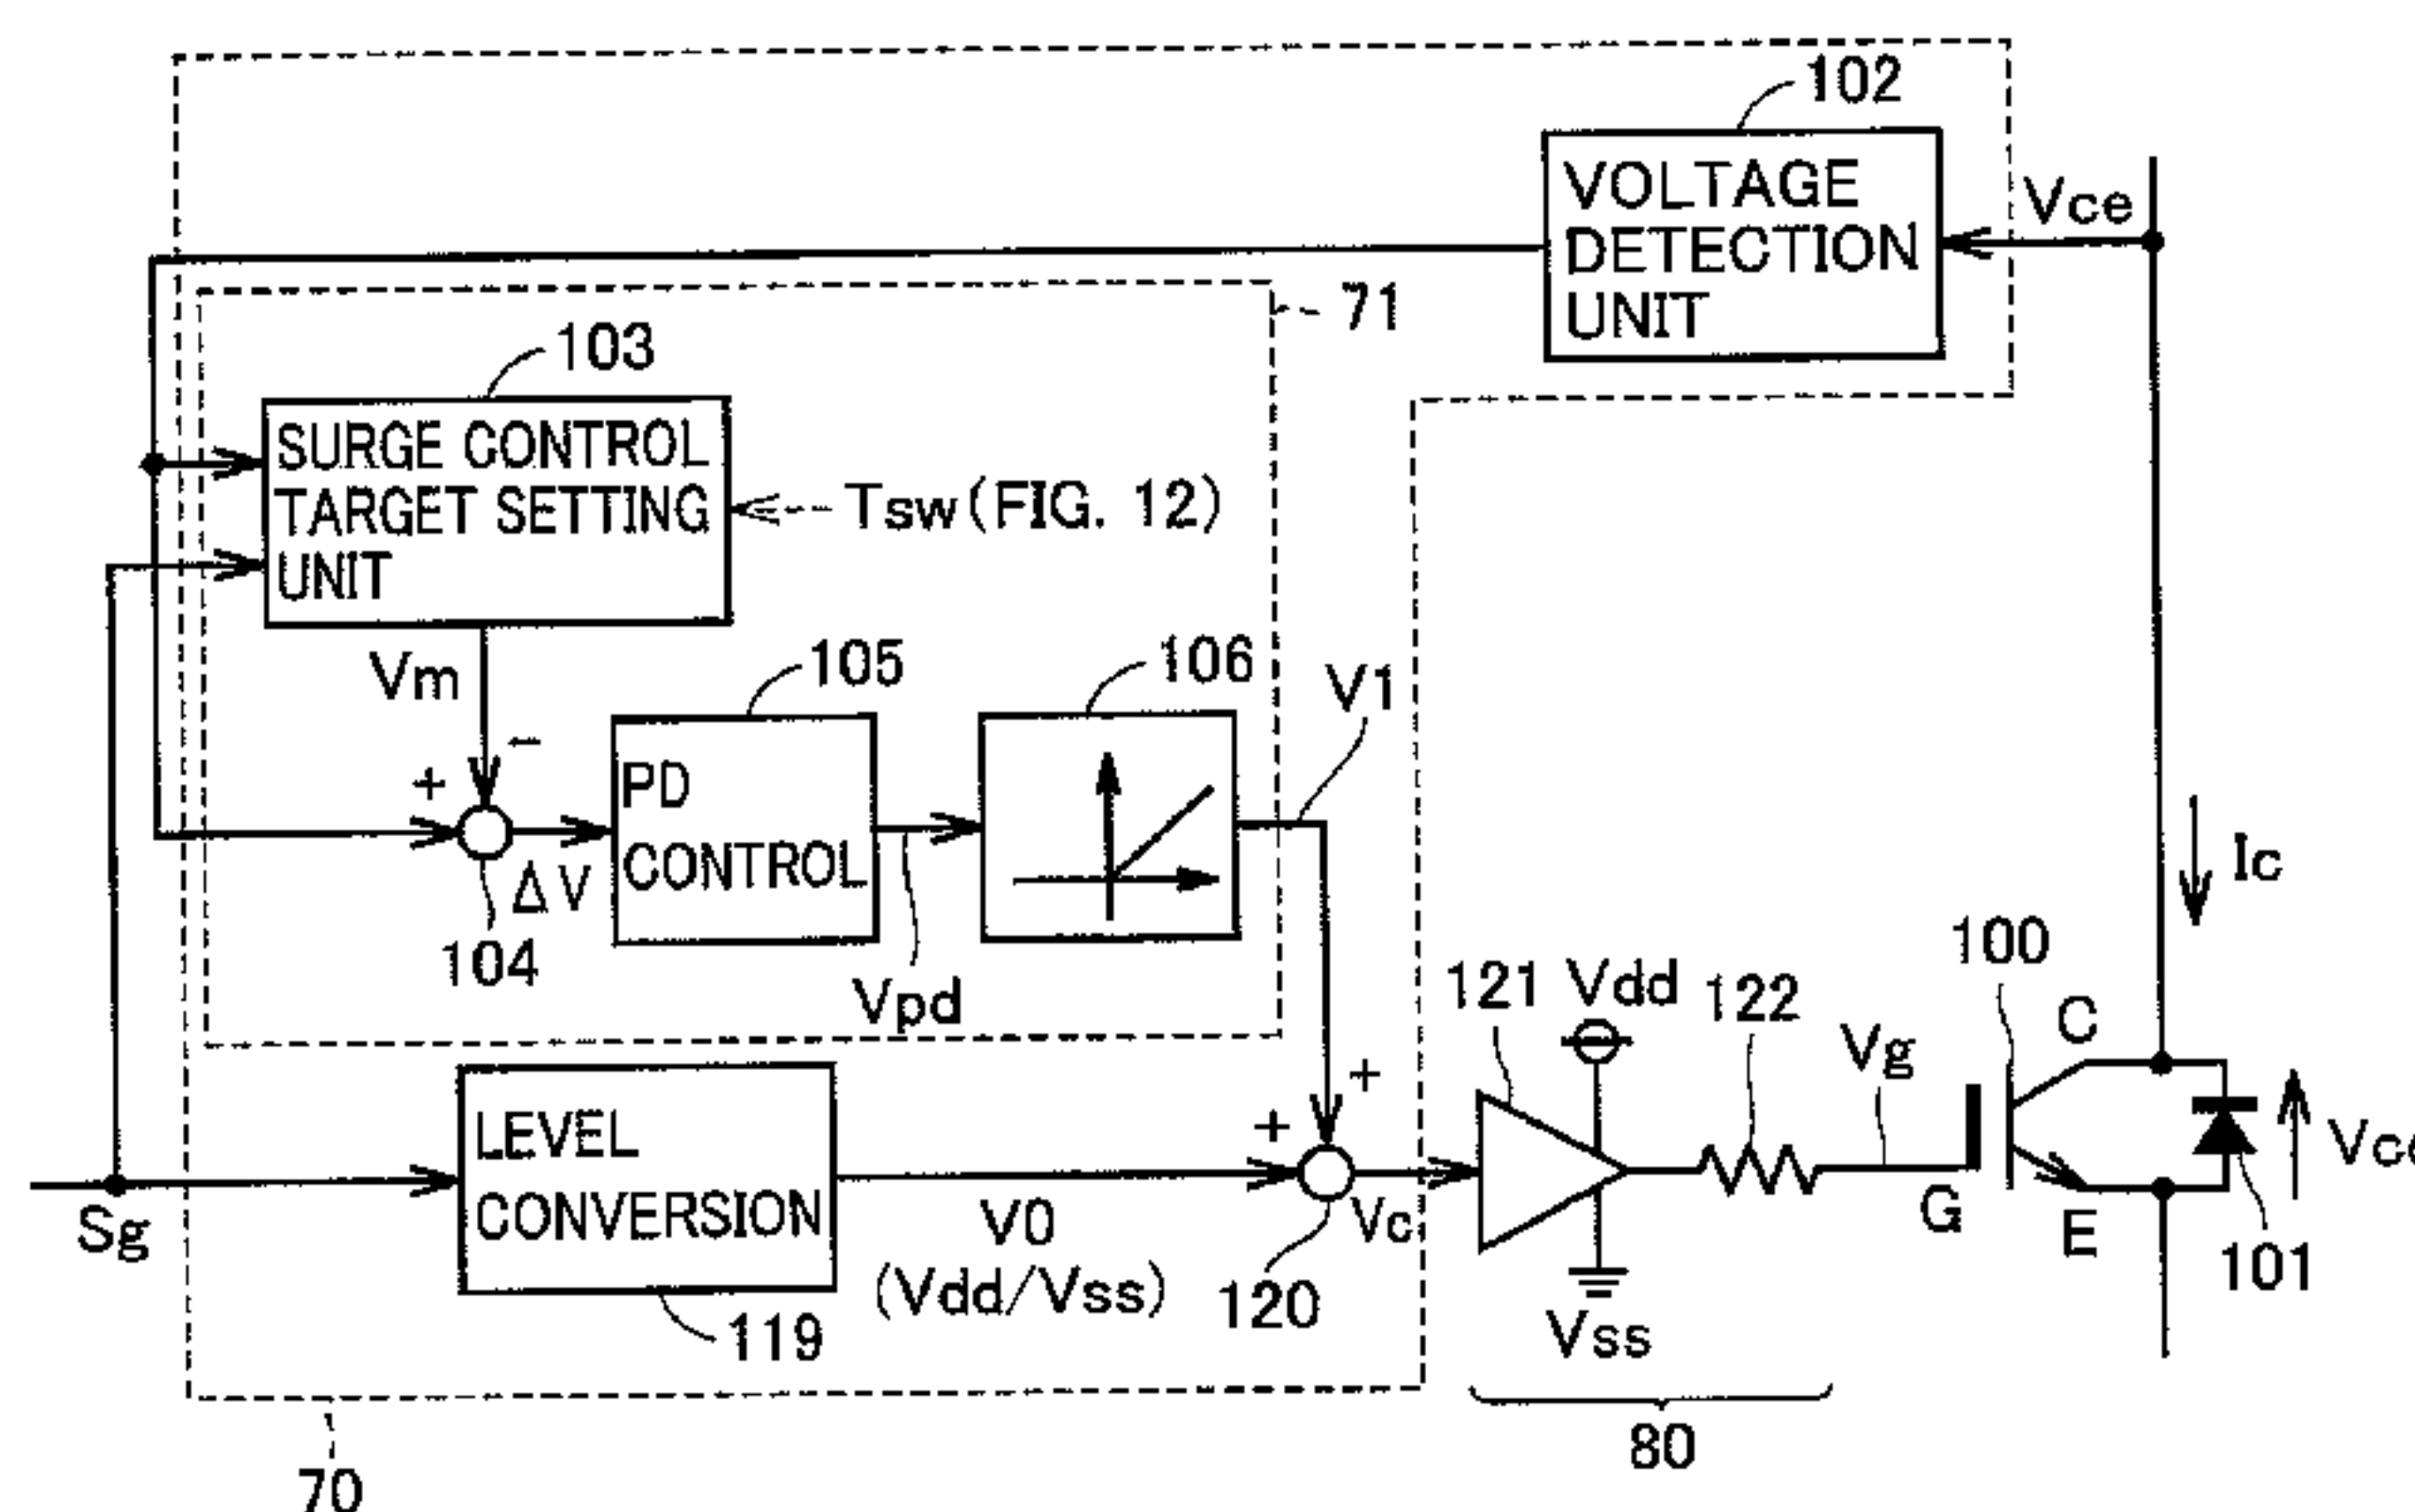 102
VOLTAGE
DETECTION
UNIT
Vce
71
103
SURGE CONTROL
TARGET SETTING
UNIT
Tsw(FIG. 12)
Vm
105
106
V1
-
+
PD
CONTROL
ΔV
104
Vpd
Ic
100
121
Vdd
122
C
Vg
+
+
LEVEL
CONVERSION
Sg
V0
(Vdd/Vss)
Vc
120
119
Vss
G
E
101
80
70